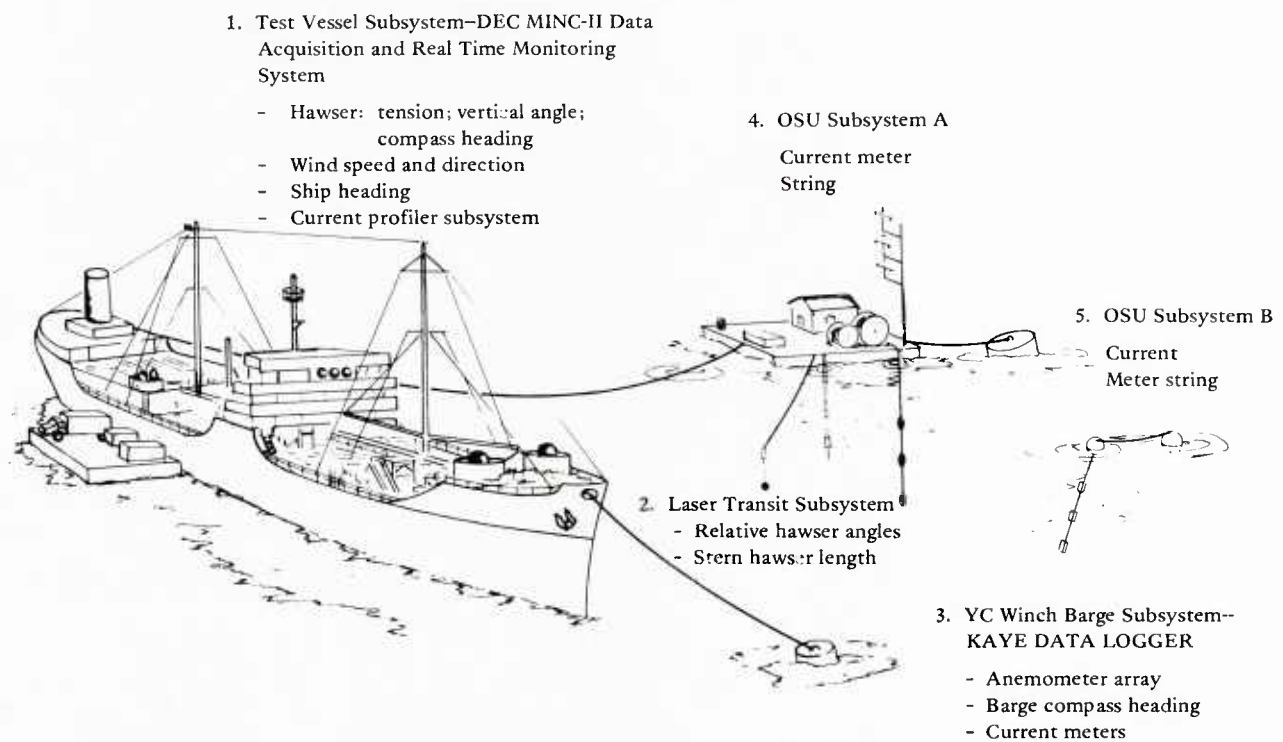 1. Test Vessel Subsystem–DEC MINC-II Data
Acquisition and Real Time Monitoring
System
- Hawser: tension; vertical angle;
compass heading
- Wind speed and direction
- Ship heading
- Current profiler subsystem
4. OSU Subsystem A
Current meter
String
5. OSU Subsystem B
Current
Meter string
2. Laser Transit Subsystem
- Relative hawser angles
- Stern hawser length
3. YC Winch Barge Subsystem--
KAYE DATA LOGGER
- Anemometer array
- Barge compass heading
- Current meters